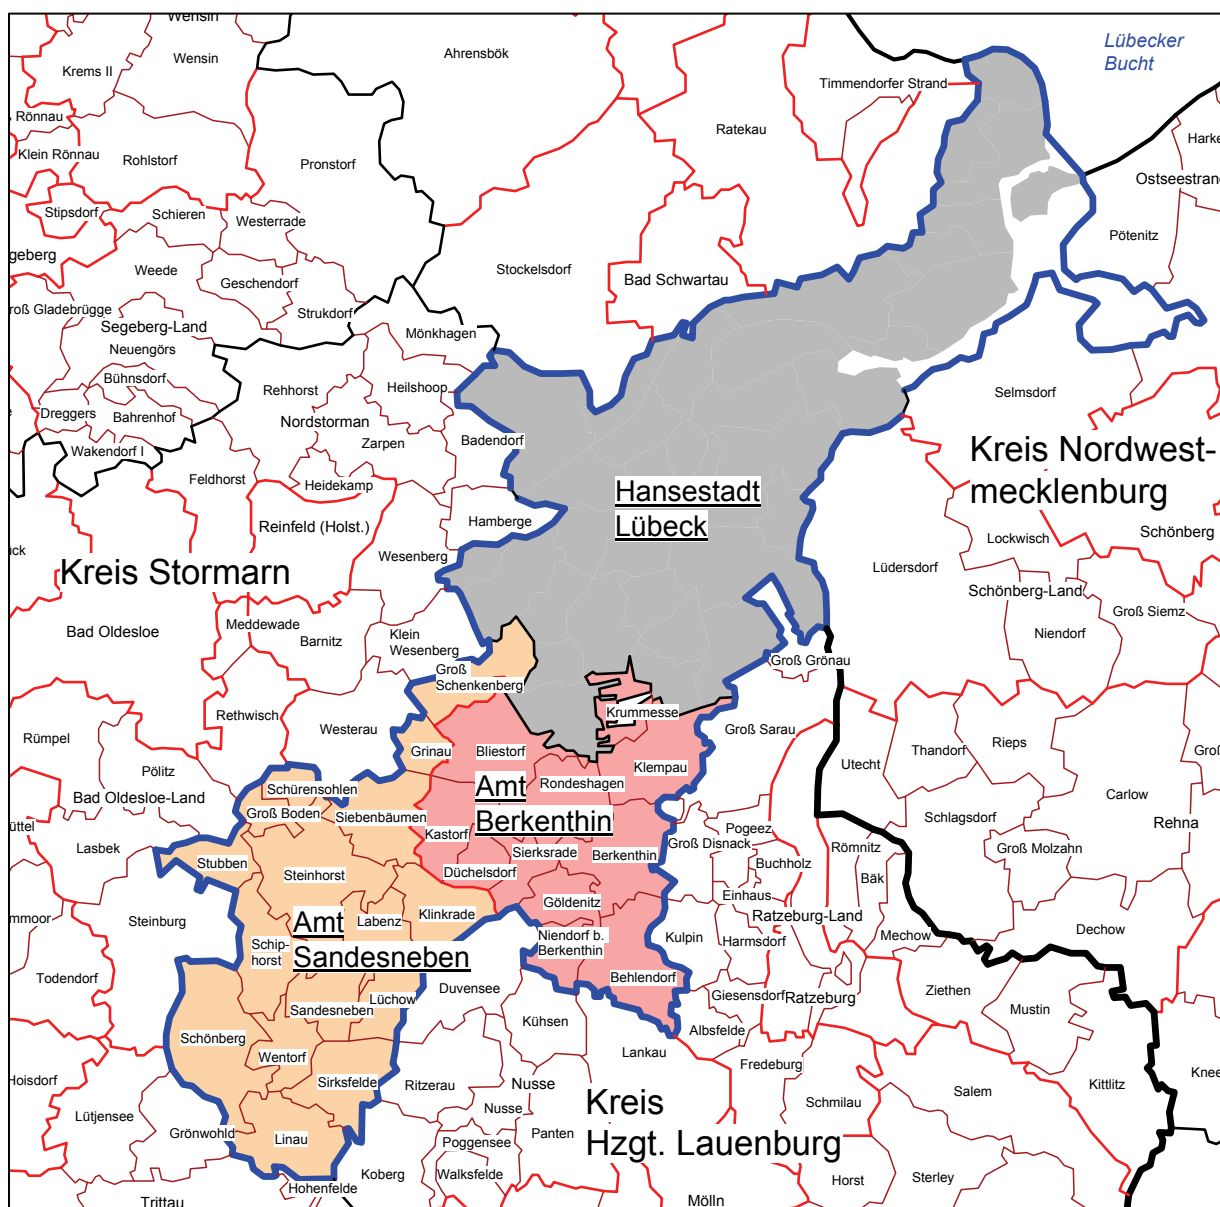 Wensin
Ahrensbök
Lübecker
Bucht
Krems II
Wensin
Timmendorfer Strand
Rönnau
Ratekau
Klein Rönnau
Rohlstorf
Pronstorf
Harke
Ostseestrand
Stipsdorf
Schieren
Westerrade
Pötenitz
geberg
Weede
Stockelsdorf
Bad Schwartau
Geschendorf
roß Gladebrügge
Strukdorf
Segeberg-Land
Mönkhagen
Neuengörs
Bühnsdorf
Rehhorst
Heilshoop
Selmsdorf
Dreggers
Bahrenhof
Nordstorman
Zarpen
Badendorf
Kreis Nordwest-
mecklenburg
Wakendorf I
Feldhorst
Heidekamp
Hansestadt
Lübeck
Reinfeld (Holst.)
Hamberge
Schönberg
Lockwisch
uck
Wesenberg
Kreis Stormarn
Lüdersdorf
Schönberg-Land
Groß Siemz
Niendorf
Bad Oldesloe
Meddewade
Barnitz
Klein
Wesenberg
Groß Grönau
Groß
Schenkenberg
Rethwisch
Westerau
Krummesse
Groß Sarau
Rümpel
Grinau
Bliestorf
Thandorf
Rieps
Groß
Utecht
Pölitz
Klempau
Rondeshagen
Amt
Berkenthin
Schürensohlen
Bad Oldesloe-Land
Carlow
Groß Boden
Siebenbäumen
Schlagsdorf
Rehna
üttel
Kastorf
Pogeez
Lasbek
Groß Disnack
Römnitz
Groß Molzahn
Stubben
Sierksrade
Berkenthin
Buchholz
Steinhorst
Düchelsdorf
Bäk
Einhaus
Göldenitz
mmoor
Steinburg
Amt
Sandesneben
Labenz
Klinkrade
Ratzeburg-Land
Dechow
Niendorf b.
Berkenthin
Kulpin
Harmsdorf
Mechow
Schip-
horst
Todendorf
Behlendorf
Duvensee
Lüchow
Giesensdorf
Ratzeburg
Ziethen
Mustin
Sandesneben
Kühsen
Albsfelde
Schönberg
Lankau
Wentorf
Fredeburg
Hoisdorf
Sirksfelde
Ritzerau
Nusse
Salem
Kittlitz
Knee
Kreis
Hzgt. Lauenburg
Nusse
Schmilau
Lütjensee
Grönwohld
Linau
Poggensee
Panten
Koberg
Walksfelde
Horst
Sterley
Hohenfelde
Trittau
Mölln